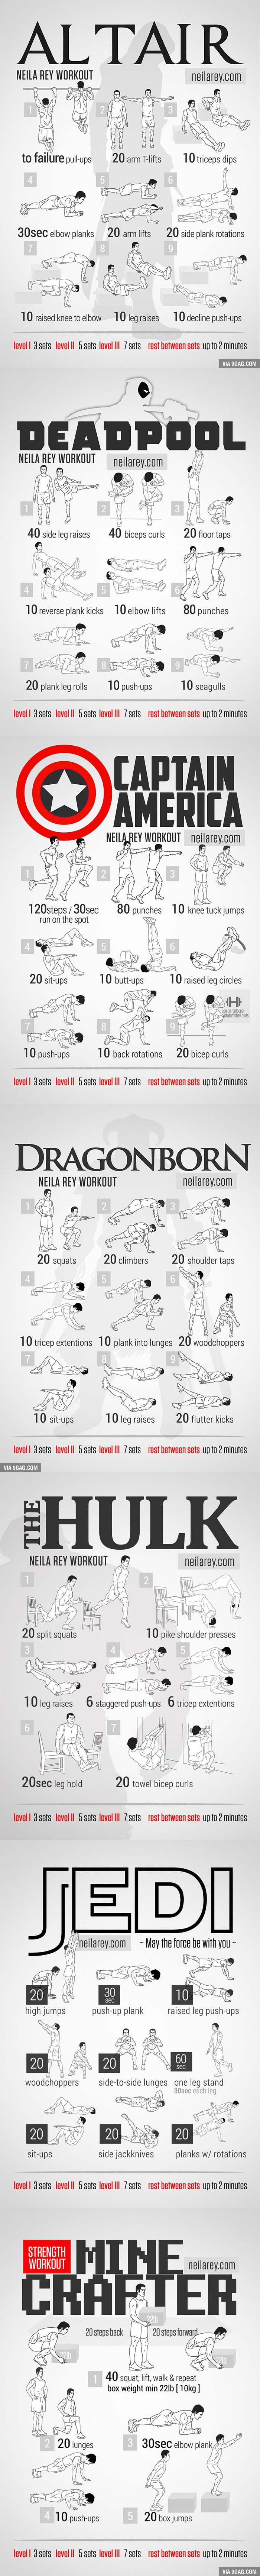 ALTAIR
NEILA REY WORKOUT
neilarey.com
1
2
3
to failure pull-ups
20 arm T-lifts
10 triceps dips
4
5
6
30sec elbow planks
20 arm lifts
20 side plank rotations
7
8
9
10 raised knee to elbow
10 leg raises
10 decline push-ups
level I 3 sets level II 5 sets level III 7 sets rest between sets up to 2 minutes
VIA 9GAG.COM
DEADPOOL
NEILA REY WORKOUT
neilarey.com
1
2
3
40 side leg raises
40 biceps curls
20 floor taps
4
5
10 reverse plank kicks
10 elbow lifts
80 punches
7
8
9
20 plank leg rolls
10 push-ups
10 seagulls
level I 3 sets level II 5 sets level III 7 sets rest between sets up to 2 minutes
CAPTAIN
AMERICA
NEILA REY WORKOUT
neilarey.com
1
2
3
120steps / 30sec
run on the spot
80 punches
10 knee tuck jumps
4
5
6
20 sit-ups
10 butt-ups
10 raised leg circles
7
8
9
10 push-ups
10 back rotations
20 bicep curls
level I 3 sets level II 5 sets level III 7 sets rest between sets up to 2 minutes
DRAGONBORN
NEILA REY WORKOUT
neilarey.com
1
2
3
20 squats
20 climbers
20 shoulder taps
4
5
6
10 tricep extentions
10 plank into lunges
20 woodchoppers
7
8
9
10 sit-ups
10 leg raises
20 flutter kicks
level I 3 sets level II 5 sets level III 7 sets rest between sets up to 2 minutes
VIA 9GAG.COM
THE HULK
NEILA REY WORKOUT
neilarey.com
1
2
20 split squats
10 pike shoulder presses
3
4
5
10 leg raises
6 staggered push-ups
6 tricep extentions
6
7
20sec leg hold
20 towel bicep curls
level I 3 sets level II 5 sets level III 7 sets rest between sets up to 2 minutes
JEDI
neilarey.com
- May the force be with you -
20
high jumps
30 sec
push-up plank
10
raised leg push-ups
20
woodchoppers
20
side-to-side lunges
60 sec
one leg stand
30sec each leg
20
sit-ups
20
side jackknives
20
planks w/ rotations
level I 3 sets level II 5 sets level III 7 sets rest between sets up to 2 minutes
STRENGTH
WORKOUT
MINE
CRAFTER
neilarey.com
20 steps back
20 steps forward
1
40 squat, lift, walk & repeat
box weight min 22lb [ 10kg ]
2
20 lunges
3
30sec elbow plank
4
10 push-ups
5
20 box jumps
level I 3 sets level II 5 sets level III 7 sets rest between sets up to 2 minutes
VIA 9GAG.COM